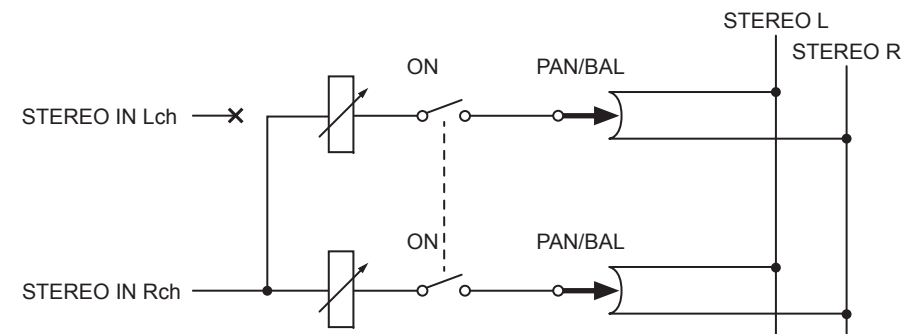 STEREO L
STEREO R
ON
PAN/BAL
STEREO IN Lch
ON
PAN/BAL
STEREO IN Rch